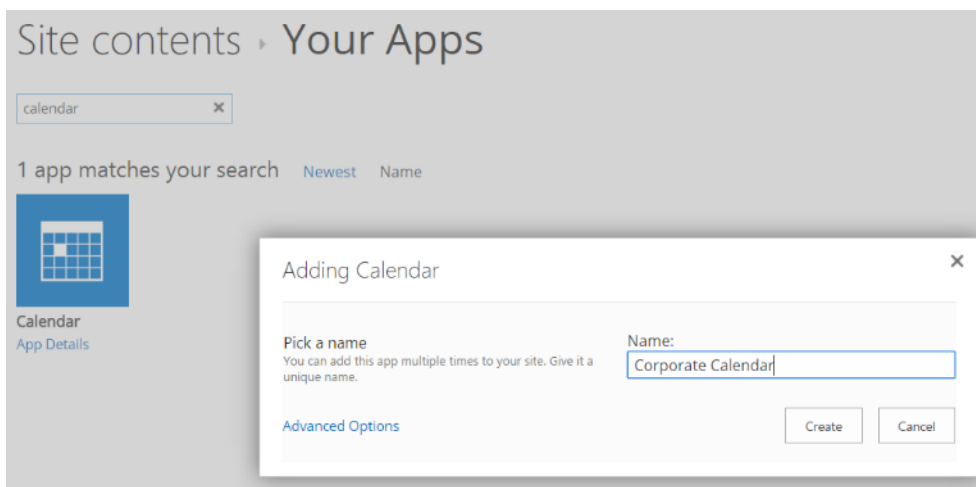 Site contents ▸ Your Apps
calendar
1 app matches your search Newest Name
Calendar
App Details
Adding Calendar
Pick a name
You can add this app multiple times to your site. Give it a
unique name.
Name:
Corporate Calendar
Advanced Options
Create Cancel